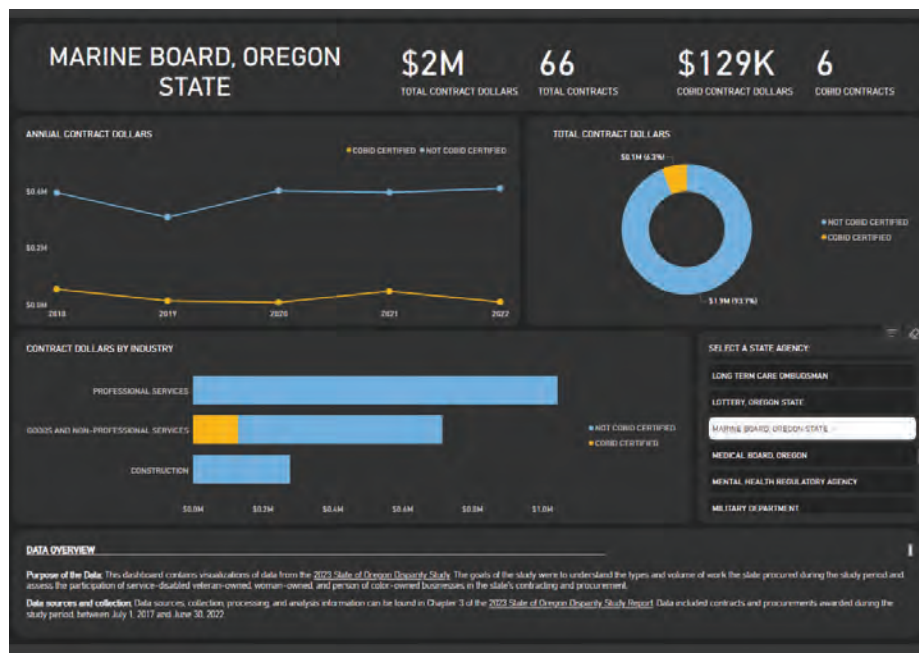 MARINE BOARD, OREGON
STATE
$2M
TOTAL CONTRACT DOLLARS
66
TOTAL CONTRACTS
$129K
COBID CONTRACT DOLLARS
6
COBID CONTRACTS
ANNUAL CONTRACT DOLLARS
COBID CERTIFIED NOT COBID CERTIFIED
$0.4M
$0.2M
$0.0M
2018 2019 2020 2021 2022
TOTAL CONTRACT DOLLARS
$0.1M (6.3%)
NOT COBID CERTIFIED
COBID CERTIFIED
$1.9M (93.7%)
CONTRACT DOLLARS BY INDUSTRY
PROFESSIONAL SERVICES
GOODS AND NON-PROFESSIONAL SERVICES
CONSTRUCTION
NOT COBID CERTIFIED
COBID CERTIFIED
$0.0M $0.2M $0.4M $0.6M $0.8M $1.0M
SELECT A STATE AGENCY:
LONG TERM CARE OMBUDSMAN
LOTTERY, OREGON STATE
MARINE BOARD, OREGON STATE
MEDICAL BOARD, OREGON
MENTAL HEALTH REGULATORY AGENCY
MILITARY DEPARTMENT
DATA OVERVIEW
Purpose of the Data: This dashboard contains visualizations of data from the 2023 State of Oregon Disparity Study. The goals of the study were to understand the types and volume of work the state procured during the study period and
assess the participation of service-disabled veteran-owned, woman-owned, and person of color-owned businesses in the state's contracting and procurement.
Data sources and collection: Data sources, collection, processing, and analysis information can be found in Chapter 3 of the 2023 State of Oregon Disparity Study Report. Data included contracts and procurements awarded during the
study period, between July 1, 2017 and June 30, 2022.